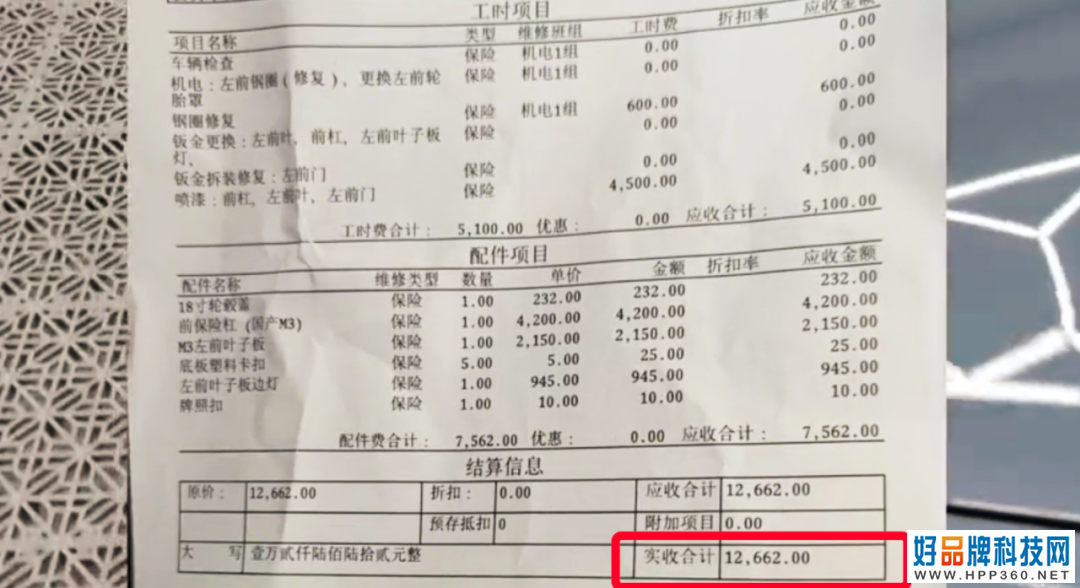 工时项目
项目名称 类型 维修班组 工时费 折扣率 应收金额
车辆检查 保险 机电1组 0.00 0.00
机电：左前钢圈(修复)、更换左前轮 保险 机电1组 0.00 0.00
胎罩
钢圈修复 保险 机电1组 600.00 600.00
钣金更换：左前叶，前杠，左前叶子板 保险 0.00 0.00
灯、
钣金拆装修复：左前门 保险 0.00 0.00
喷漆：前杠，左前叶，左前门 保险 4,500.00 4,500.00
工时费合计： 5,100.00 优惠： 0.00 应收合计： 5,100.00
配件项目
配件名称 维修类型 数量 单价 金额 折扣率 应收金额
18寸轮毂盖 保险 1.00 232.00 232.00 232.00
前保险杠(国产M3) 保险 1.00 4,200.00 4,200.00 4,200.00
M3左前叶子板 保险 1.00 2,150.00 2,150.00 2,150.00
底板塑料卡扣 保险 5.00 5.00 25.00 25.00
左前叶子板边灯 保险 1.00 945.00 945.00 945.00
牌照扣 保险 1.00 10.00 10.00 10.00
配件费合计： 7,562.00 优惠： 0.00 应收合计： 7,562.00
结算信息
原价： 12,662.00 折扣： 0.00 应收合计 12,662.00
预存抵扣 0 附加项目 0.00
大 写 壹万贰仟陆佰陆拾贰元整 实收合计 12,662.00
好品牌科技网
WWW.HPP360.NET